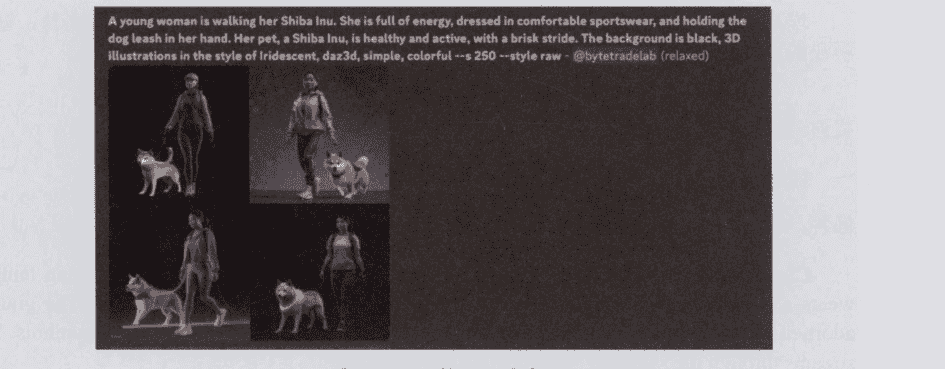 A young woman is walking her Shiba Inu. She is full of energy, dressed in comfortable sportswear, and holding the
dog leash in her hand. Her pet, a Shiba Inu, is healthy and active, with a brisk stride. The background is black, 3D
illustrations in the style of Iridescent, daz3d, simple, colorful --s 250 --style raw - @bytetradelab (relaxed)